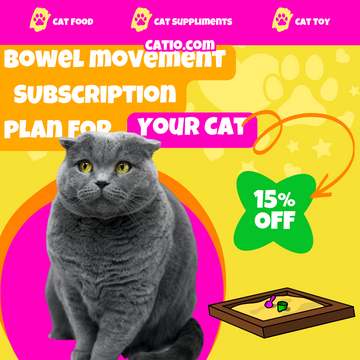 CAT FOOD
CAT SUPPLIMENTS
CAT TOY
CATIO.COM
BOWEL MOVEMENT
SUBSCRIPTION
PLAN FOR
YOUR CAT
15%
OFF